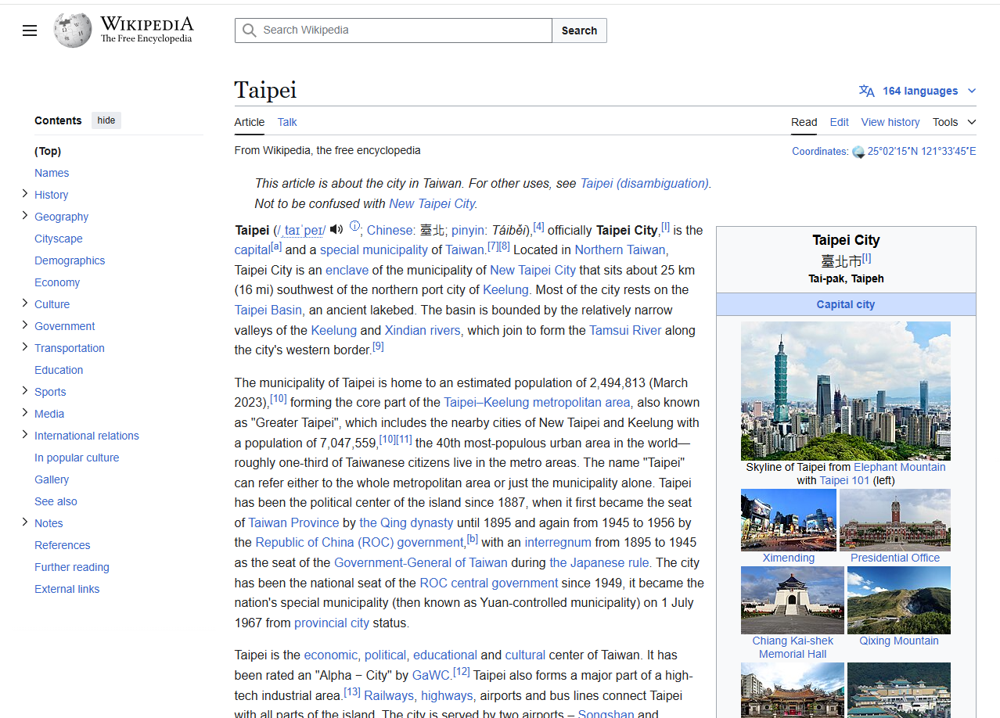 WIKIPEDIA
The Free Encyclopedia
Search Wikipedia
Search
Taipei
164 languages
Contents hide
Article Talk
Read Edit View history Tools
(Top)
Names
History
Geography
Cityscape
Demographics
Economy
Culture
Government
Transportation
Education
Sports
Media
International relations
In popular culture
Gallery
See also
Notes
References
Further reading
External links
From Wikipedia, the free encyclopedia
Coordinates: 25°02′15″N 121°33′45″E
This article is about the city in Taiwan. For other uses, see Taipei (disambiguation).
Not to be confused with New Taipei City.
Taipei (/ˌtaɪˈpeɪ/ ⓘ; Chinese: 臺北; pinyin: Táiběi),[4] officially Taipei City,[I] is the
capital[a] and a special municipality of Taiwan.[7][8] Located in Northern Taiwan,
Taipei City is an enclave of the municipality of New Taipei City that sits about 25 km
(16 mi) southwest of the northern port city of Keelung. Most of the city rests on the
Taipei Basin, an ancient lakebed. The basin is bounded by the relatively narrow
valleys of the Keelung and Xindian rivers, which join to form the Tamsui River along
the city's western border.[9]
The municipality of Taipei is home to an estimated population of 2,494,813 (March
2023),[10] forming the core part of the Taipei–Keelung metropolitan area, also known
as "Greater Taipei", which includes the nearby cities of New Taipei and Keelung with
a population of 7,047,559,[10][11] the 40th most-populous urban area in the world—
roughly one-third of Taiwanese citizens live in the metro areas. The name "Taipei"
can refer either to the whole metropolitan area or just the municipality alone. Taipei
has been the political center of the island since 1887, when it first became the seat
of Taiwan Province by the Qing dynasty until 1895 and again from 1945 to 1956 by
the Republic of China (ROC) government,[b] with an interregnum from 1895 to 1945
as the seat of the Government-General of Taiwan during the Japanese rule. The city
has been the national seat of the ROC central government since 1949, it became the
nation's special municipality (then known as Yuan-controlled municipality) on 1 July
1967 from provincial city status.
Taipei is the economic, political, educational and cultural center of Taiwan. It has
been rated an "Alpha − City" by GaWC.[12] Taipei also forms a major part of a high-
tech industrial area.[13] Railways, highways, airports and bus lines connect Taipei
with all parts of the island. The city is served by two airports – Songshan and
Taipei City
臺北市[I]
Tai-pak, Taipeh
Capital city
Skyline of Taipei from Elephant Mountain
with Taipei 101 (left)
Ximending
Presidential Office
Chiang Kai-shek
Memorial Hall
Qixing Mountain